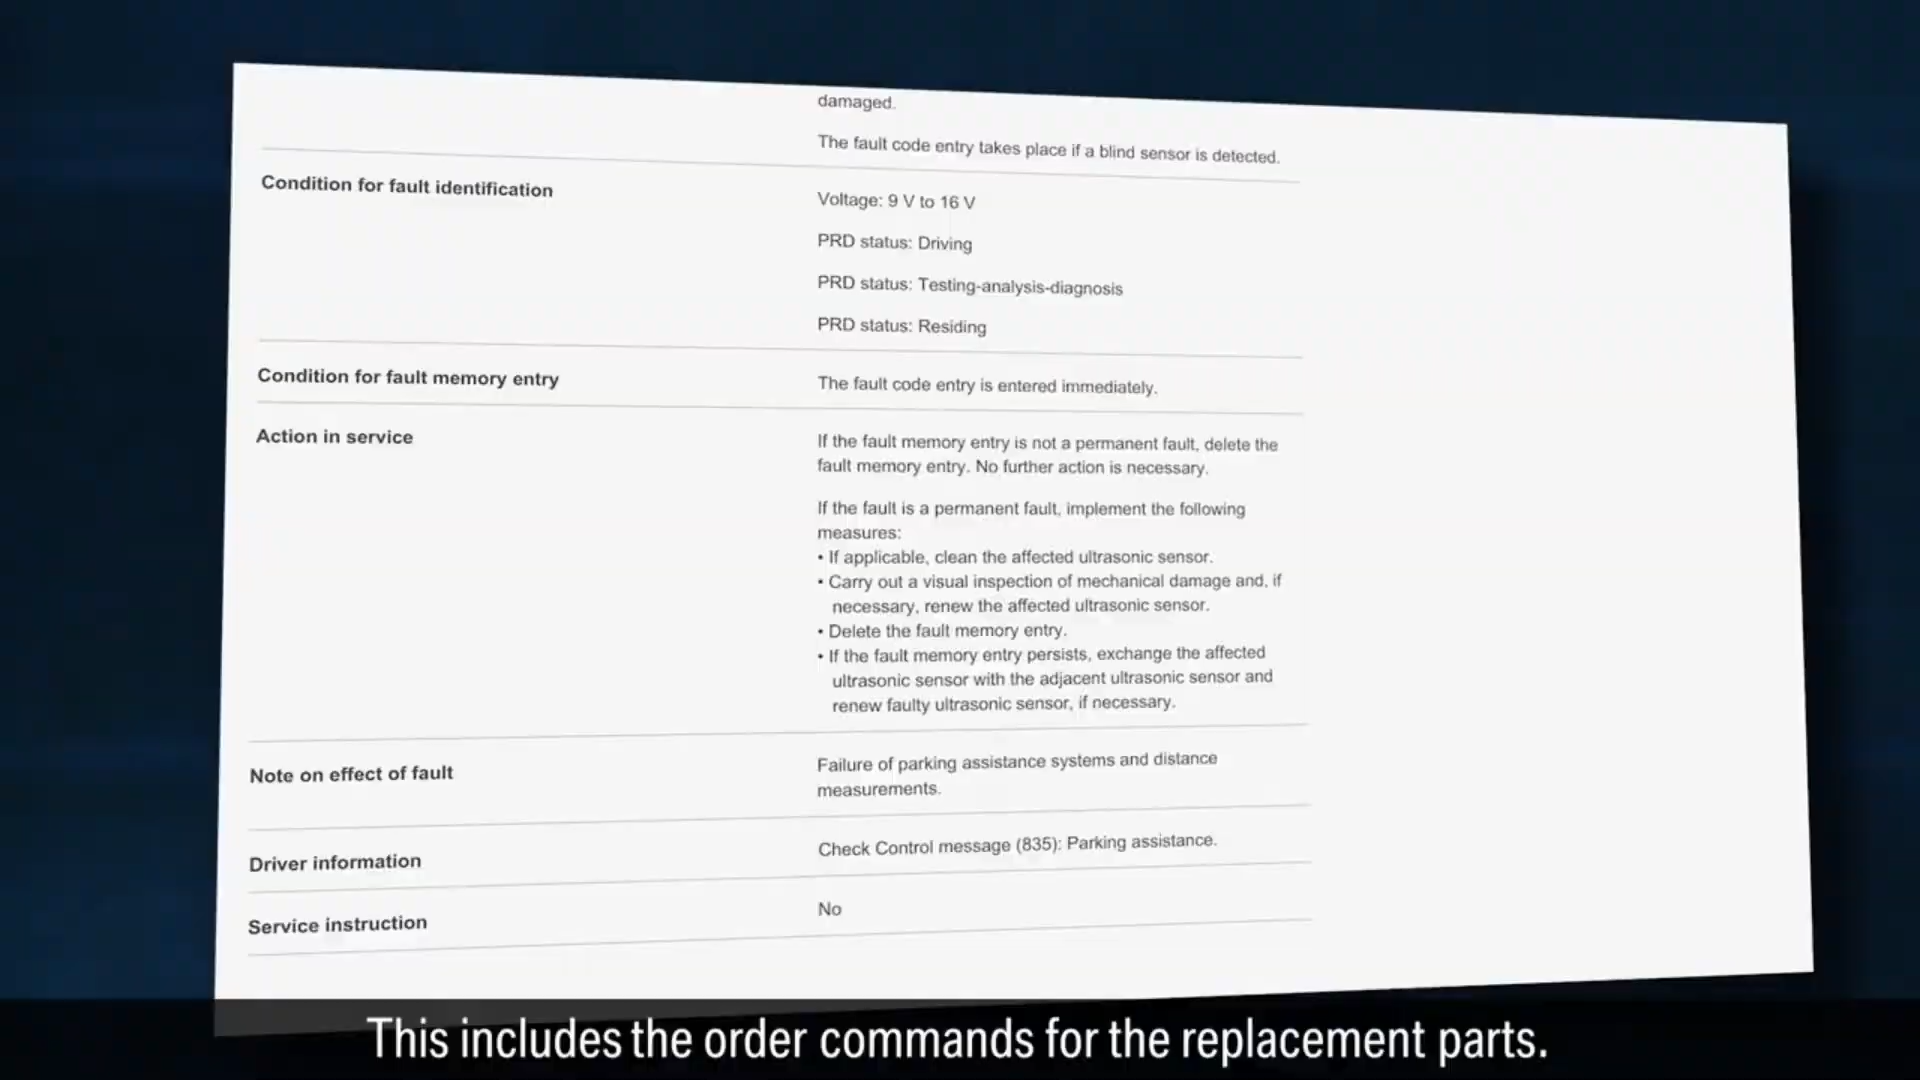 damaged.
The fault code entry takes place if a blind sensor is detected.
Condition for fault identification
Voltage: 9 V to 16 V
PRD status: Driving
PRD status: Testing-analysis-diagnosis
PRD status: Residing
Condition for fault memory entry
The fault code entry is entered immediately.
Action in service
If the fault memory entry is not a permanent fault, delete the
fault memory entry. No further action is necessary.
If the fault is a permanent fault, implement the following
measures:
• If applicable, clean the affected ultrasonic sensor.
• Carry out a visual inspection of mechanical damage and, if
necessary, renew the affected ultrasonic sensor.
• Delete the fault memory entry.
• If the fault memory entry persists, exchange the affected
ultrasonic sensor with the adjacent ultrasonic sensor and
renew faulty ultrasonic sensor, if necessary.
Note on effect of fault
Failure of parking assistance systems and distance
measurements.
Driver information
Check Control message (835): Parking assistance.
Service instruction
No
This includes the order commands for the replacement parts.